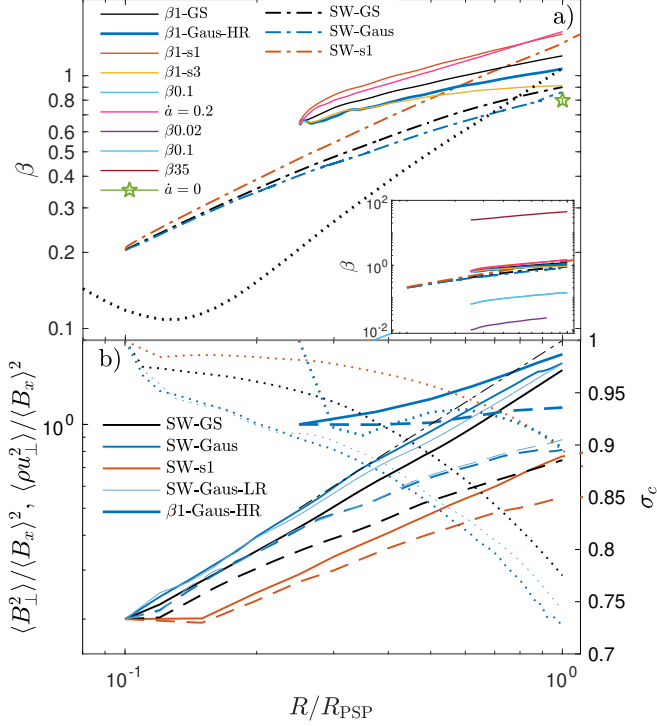 a)
β1-GS
β1-Gaus-HR
β1-s1
β1-s3
β0.1
ȧ = 0.2
β0.02
β0.1
β35
ȧ = 0
SW-GS
SW-Gaus
SW-s1
1
0.8
0.6
0.5
0.4
0.3
0.2
0.1
β
10^2
10^0
10^-2
β
b)
SW-GS
SW-Gaus
SW-s1
SW-Gaus-LR
β1-Gaus-HR
10^0
⟨B_⊥^2⟩/⟨B_x⟩^2, ⟨ρu_⊥^2⟩/⟨B_x⟩^2
1
0.95
0.9
0.85
0.8
0.75
0.7
σ_c
10^-1
10^0
R/R_PSP